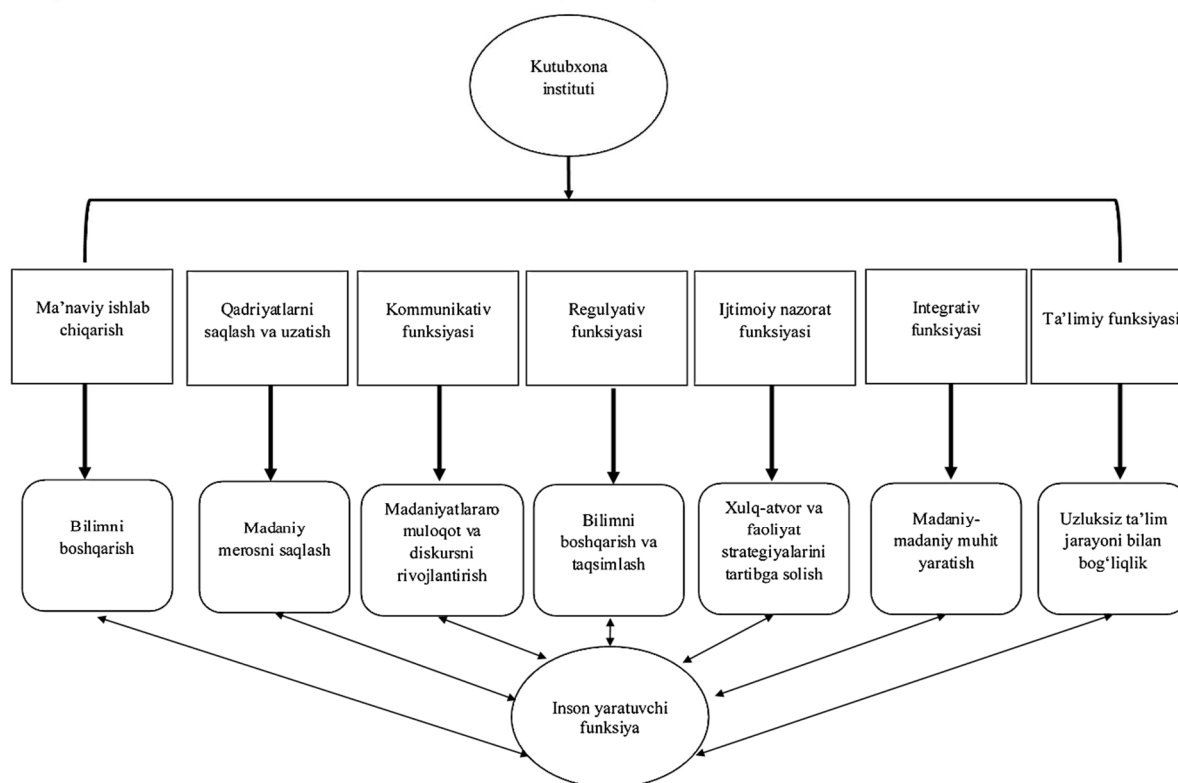 Kutubxona
instituti
Ma’naviy ishlab
chiqarish
Qadriyatlarni
saqlash va uzatish
Kommunikativ
funksiyasi
Regulyativ
funksiyasi
Ijtimoiy nazorat
funksiyasi
Integrativ
funksiyasi
Ta’limiy funksiyasi
Bilimni
boshqarish
Madaniy
merosni saqlash
Madaniyatlararo
muloqot va
diskursni
rivojlantirish
Bilimni
boshqarish va
taqsimlash
Xulq-atvor va
faoliyat
strategiyalarini
tartibga solish
Madaniy-
madaniy muhit
yaratish
Uzluksiz ta’lim
jarayoni bilan
bog‘liqlik
Inson yaratuvchi
funksiya